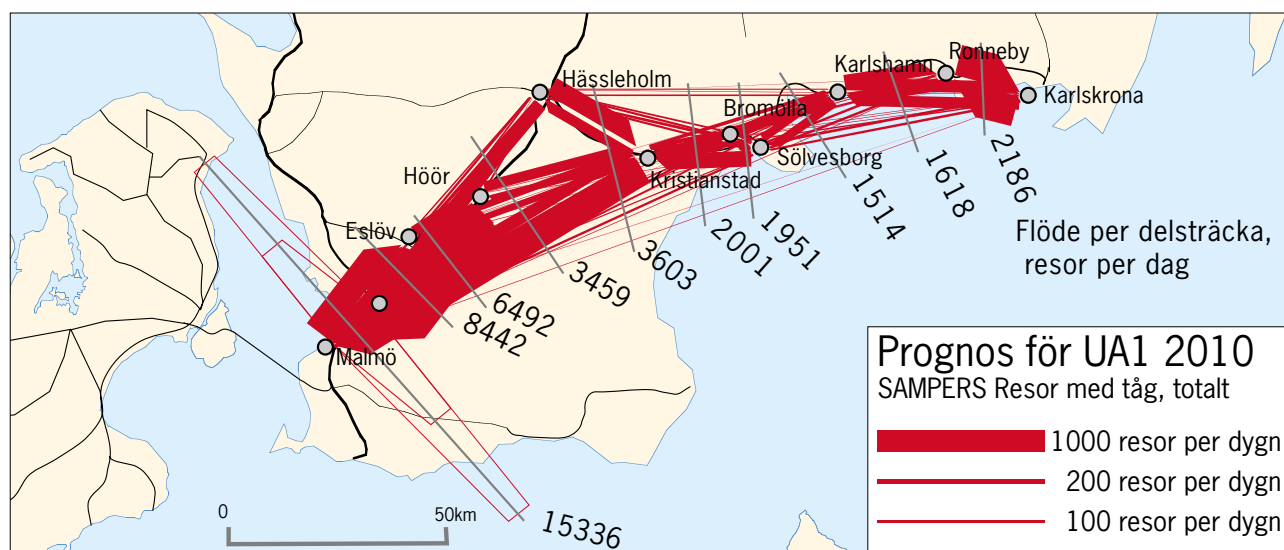 Ronneby
Karlshamn
Hässleholm
Karlskrona
Bromölla
Sölvesborg
Kristianstad
Höör
Eslöv
Malmö
2186
1618
1514
1951
2001
3603
3459
6492
8442
15336
Flöde per delsträcka,
resor per dag
Prognos för UA1 2010
SAMPERS Resor med tåg, totalt
1000 resor per dygn
200 resor per dygn
100 resor per dygn
0 50km